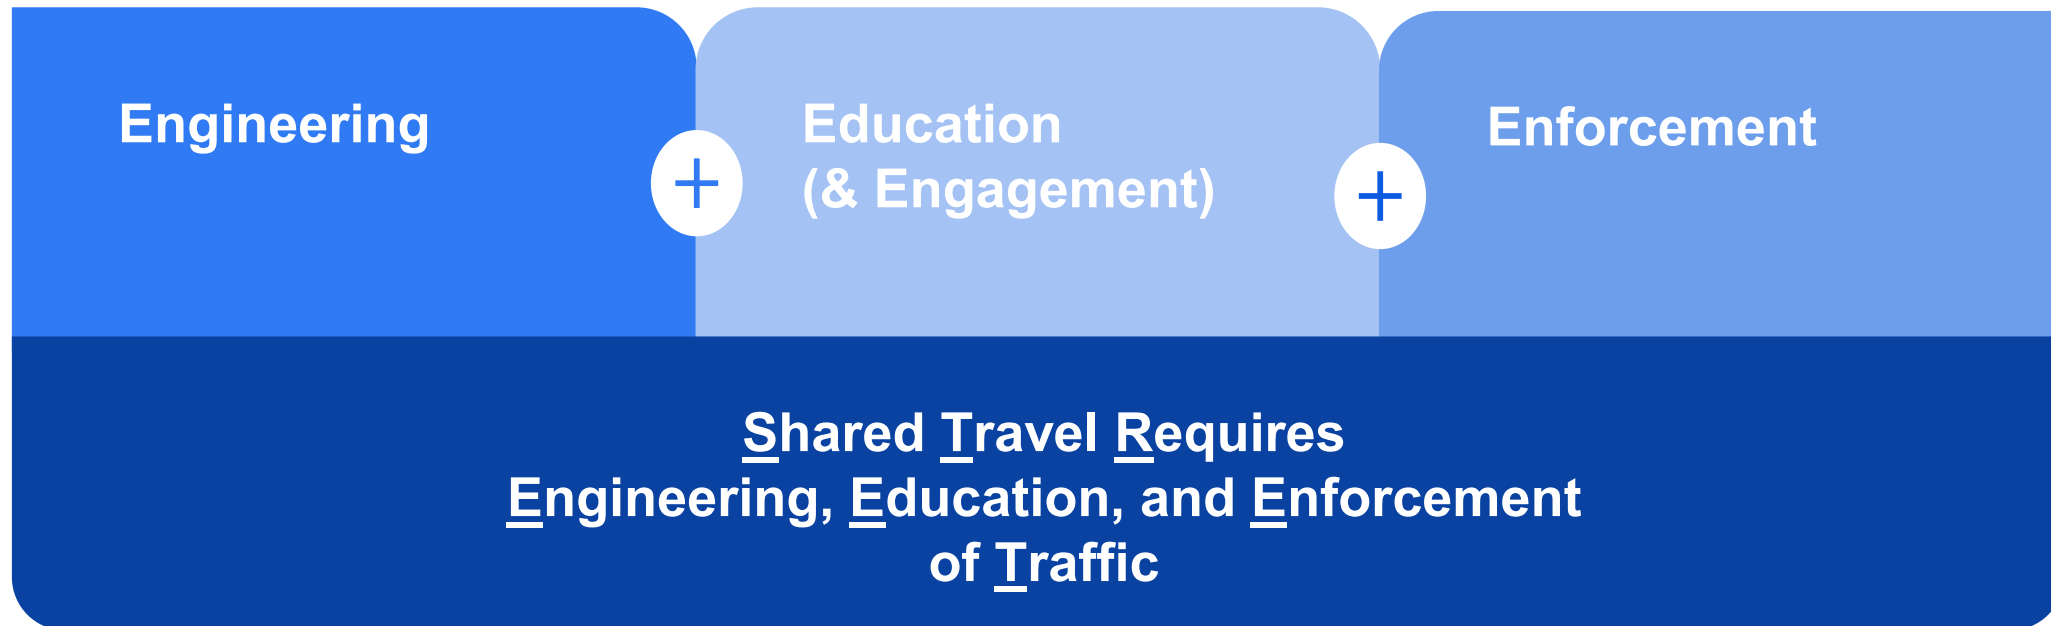 Engineering
+
Education
(& Engagement)
+
Enforcement
Shared Travel Requires
Engineering, Education, and Enforcement
of Traffic